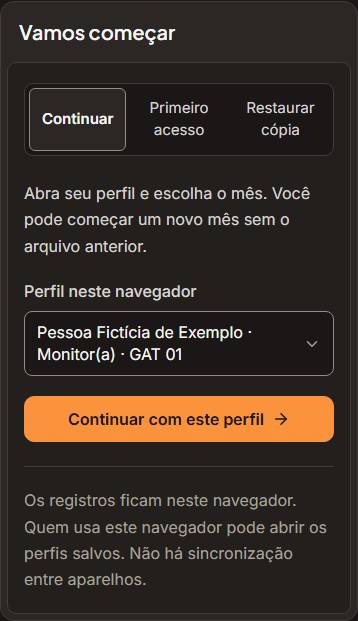 Vamos começar
Continuar
Primeiro
acesso
Restaurar
cópia
Abra seu perfil e escolha o mês. Você
pode começar um novo mês sem o
arquivo anterior.
Perfil neste navegador
Pessoa Fictícia de Exemplo ·
Monitor(a) · GAT 01
Continuar com este perfil →
Os registros ficam neste navegador.
Quem usa este navegador pode abrir os
perfis salvos. Não há sincronização
entre aparelhos.